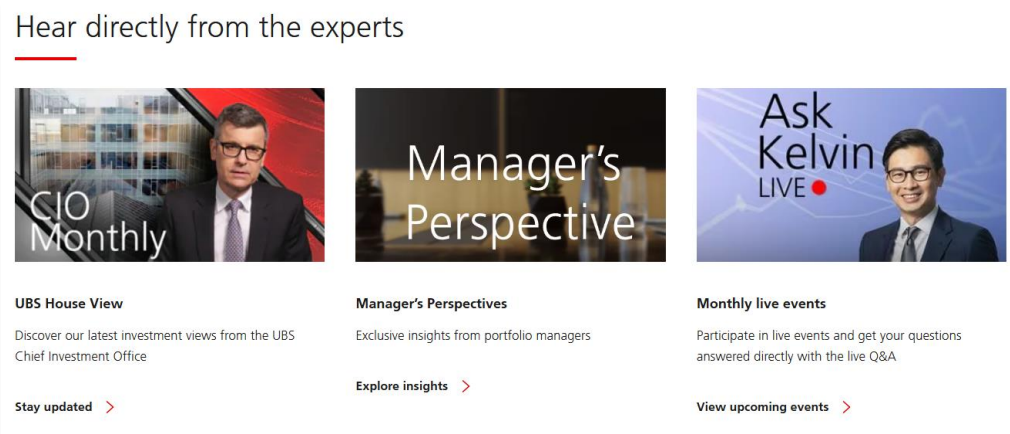 Hear directly from the experts
CIO
Monthly
Manager's
Perspective
Ask
Kelvin
LIVE
UBS House View
Discover our latest investment views from the UBS
Chief Investment Office
Stay updated
Manager's Perspectives
Exclusive insights from portfolio managers
Explore insights
Monthly live events
Participate in live events and get your questions
answered directly with the live Q&A
View upcoming events